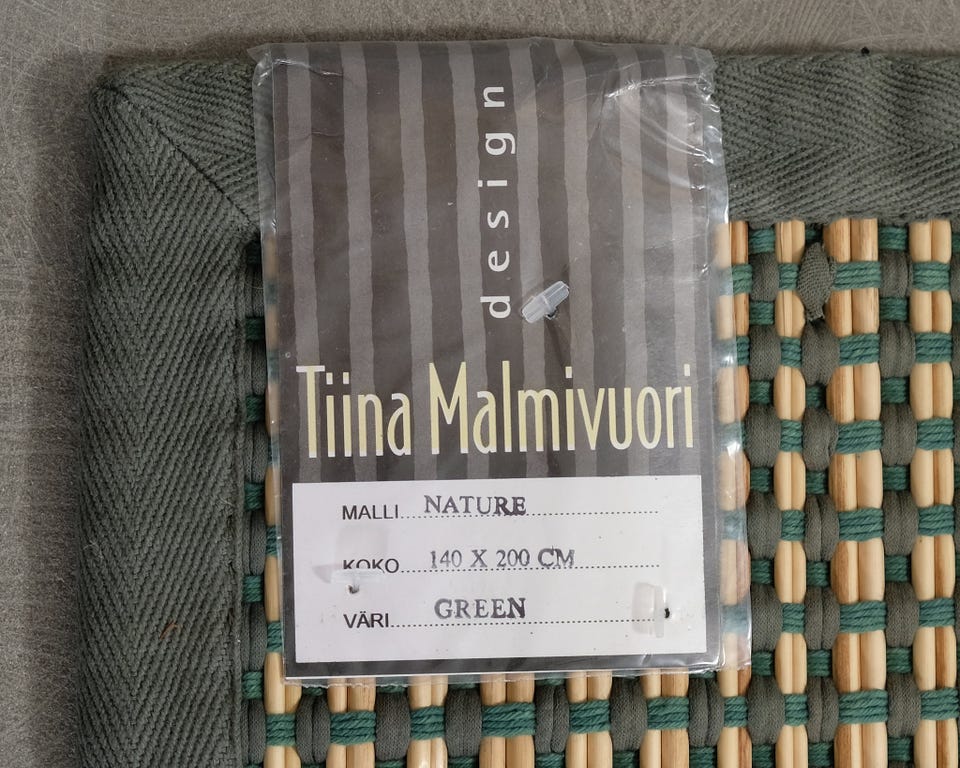 design
Tiina Malmivuori
MALLI NATURE
KOKO 140 X 200 CM
VÄRI GREEN